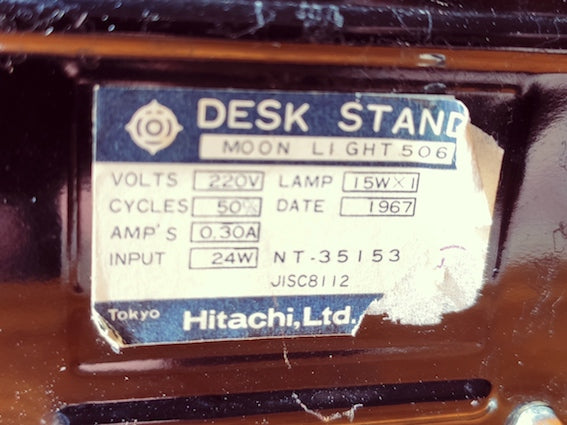 DESK STAND
MOON LIGHT 506
VOLTS 220V LAMP 15W×1
CYCLES 50% DATE 1967
AMP'S 0.30A
INPUT 24W NT-35153
JISC8112
Tokyo Hitachi, Ltd.